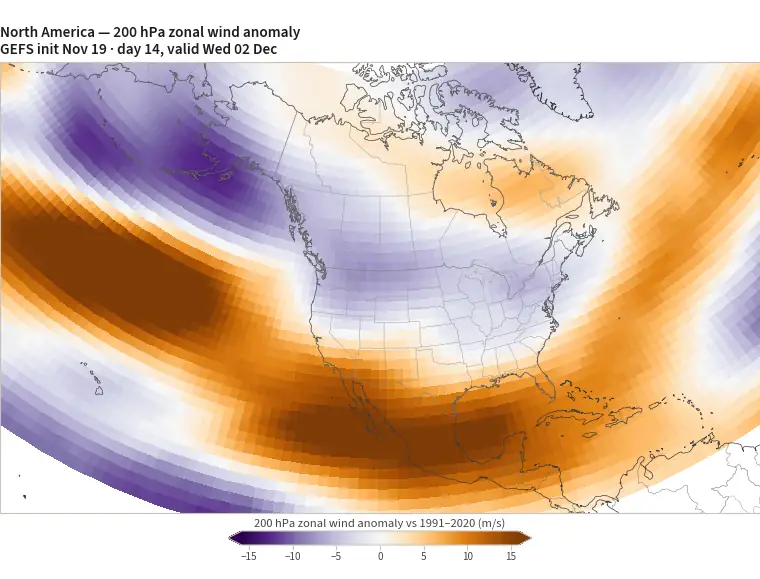 North America — 200 hPa zonal wind anomaly
GEFS init Nov 19 · day 14, valid Wed 02 Dec
200 hPa zonal wind anomaly vs 1991–2020 (m/s)
−15 −10 −5 0 5 10 15